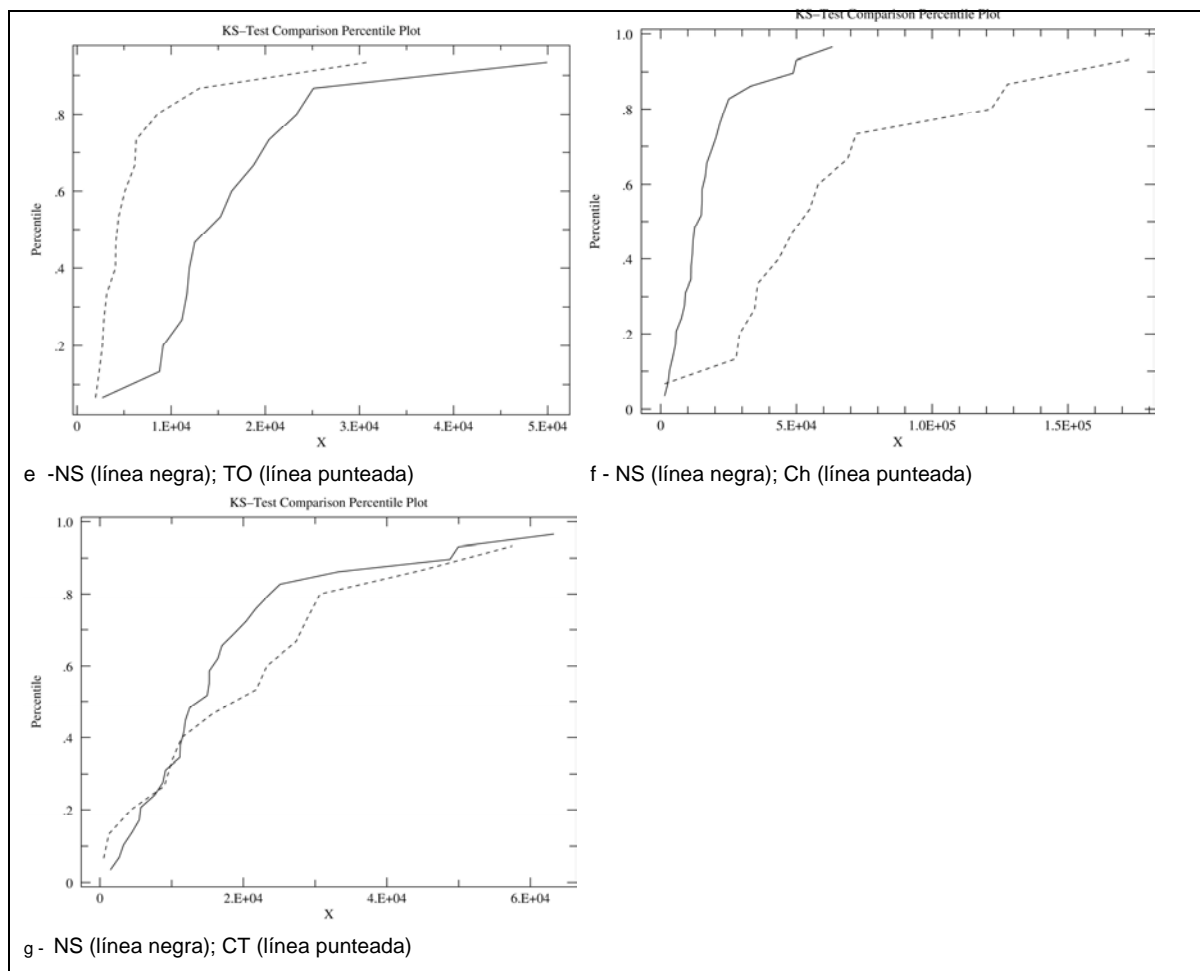 KS–Test Comparison Percentile Plot
.8
.6
.4
.2
Percentile
0
1.E+04
2.E+04
3.E+04
4.E+04
5.E+04
X
e -NS (línea negra); TO (línea punteada)
KS–Test Comparison Percentile Plot
1.0
.8
.6
.4
.2
0
Percentile
0
5.E+04
1.0E+05
1.5E+05
X
f - NS (línea negra); Ch (línea punteada)
KS–Test Comparison Percentile Plot
1.0
.8
.6
.4
.2
0
Percentile
0
2.E+04
4.E+04
6.E+04
X
g - NS (línea negra); CT (línea punteada)